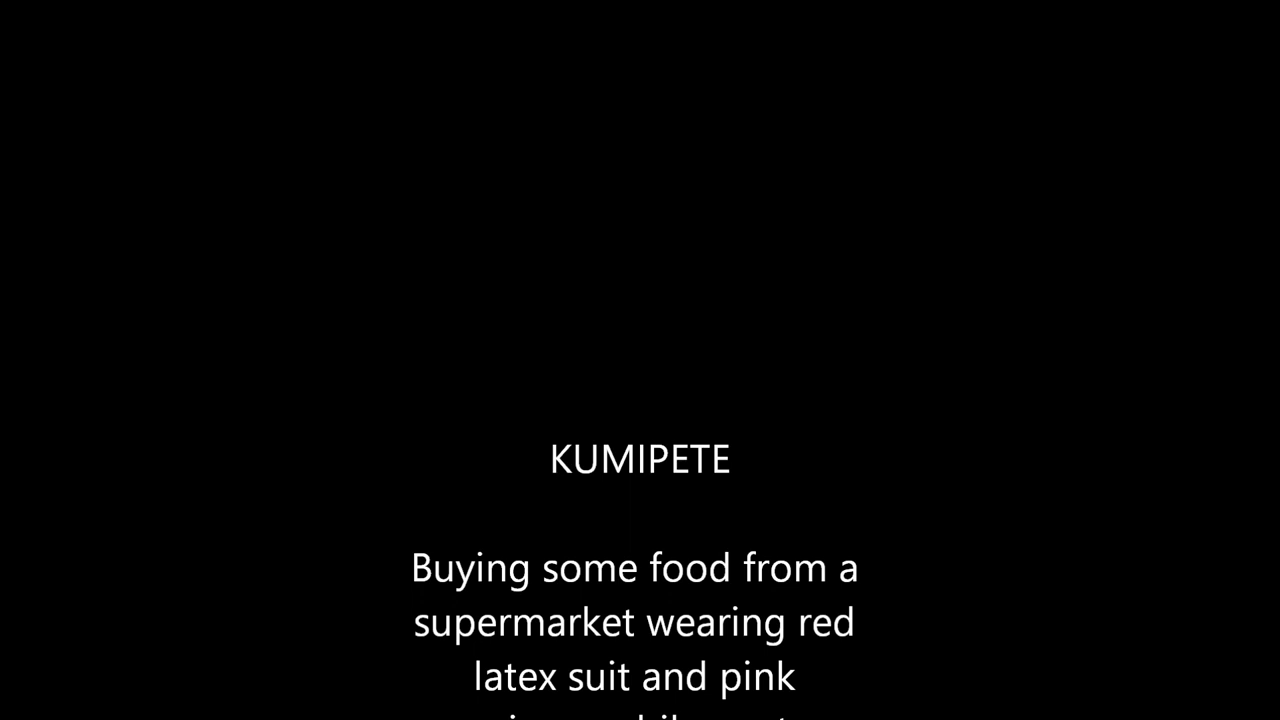 KUMIPETE
Buying some food from a
supermarket wearing red
latex suit and pink